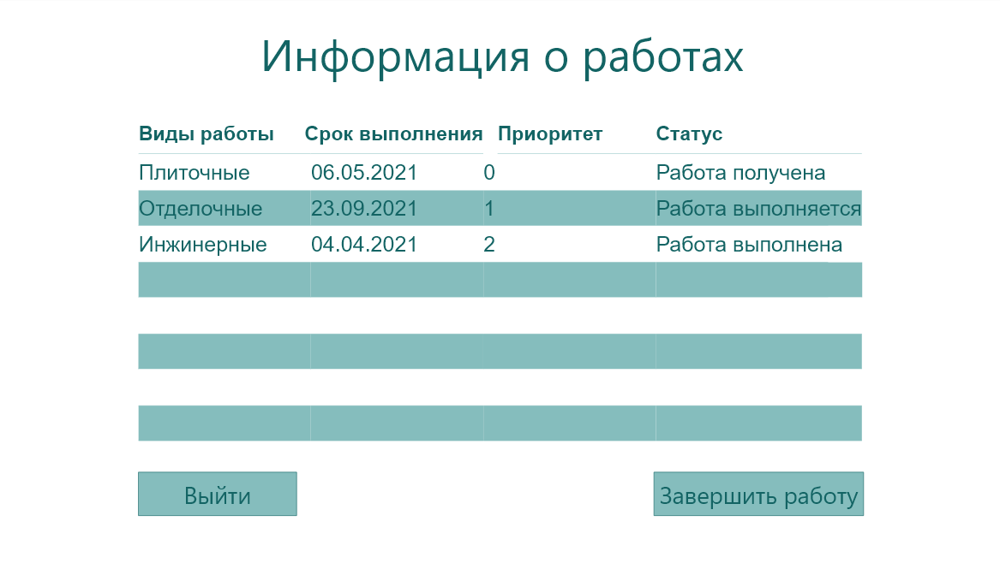 Информация о работах
Виды работы Срок выполнения Приоритет Статус
Плиточные 06.05.2021 0 Работа получена
Отделочные 23.09.2021 1 Работа выполняется
Инжинерные 04.04.2021 2 Работа выполнена
Выйти Завершить работу